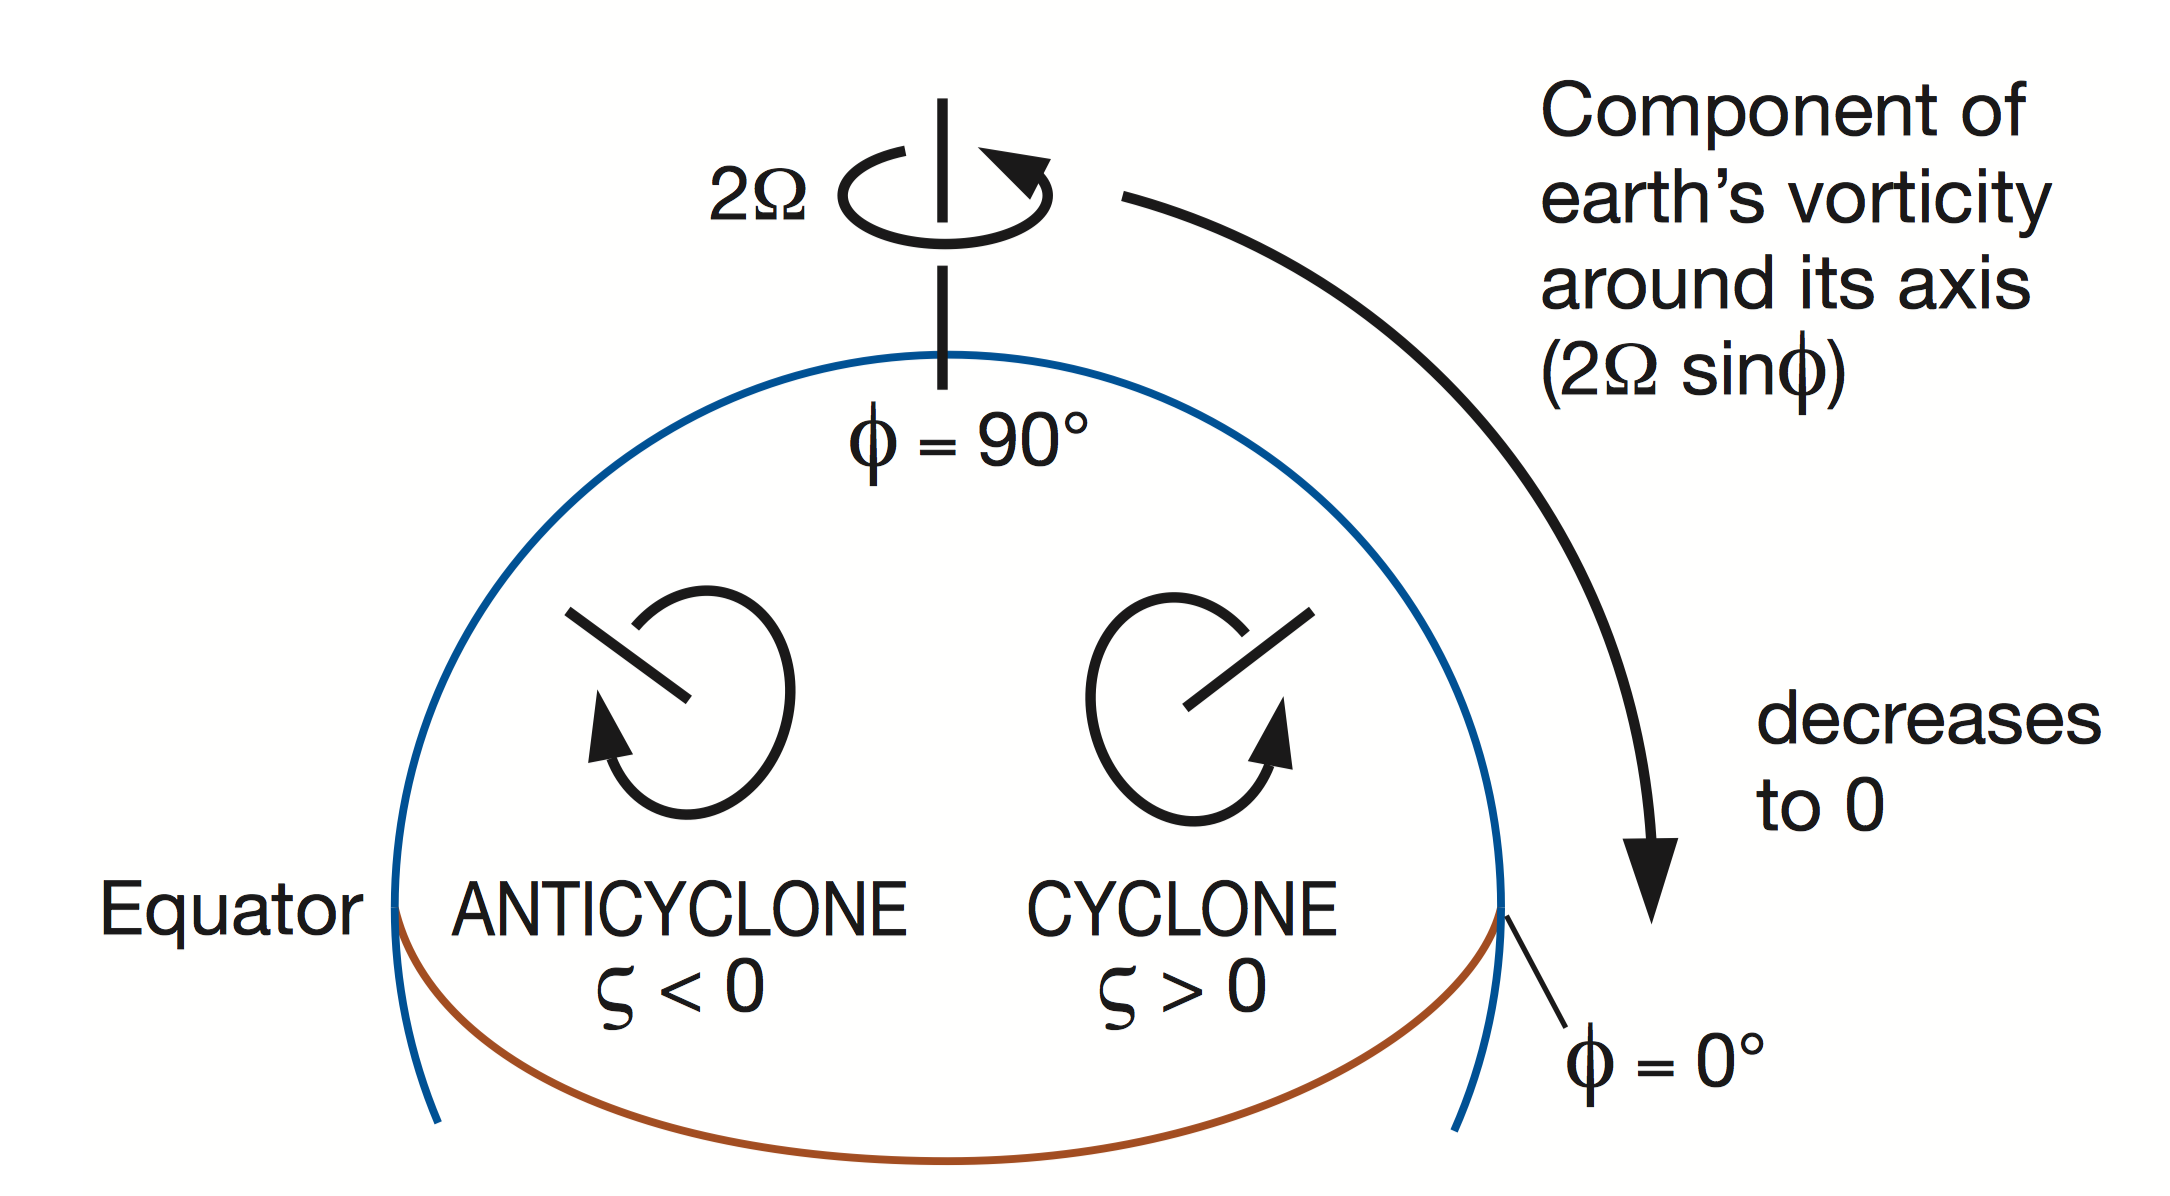 2Ω
Component of
earth’s vorticity
around its axis
(2Ω sinϕ)
ϕ = 90°
decreases
to 0
Equator
ANTICYCLONE
ς < 0
CYCLONE
ς > 0
ϕ = 0°